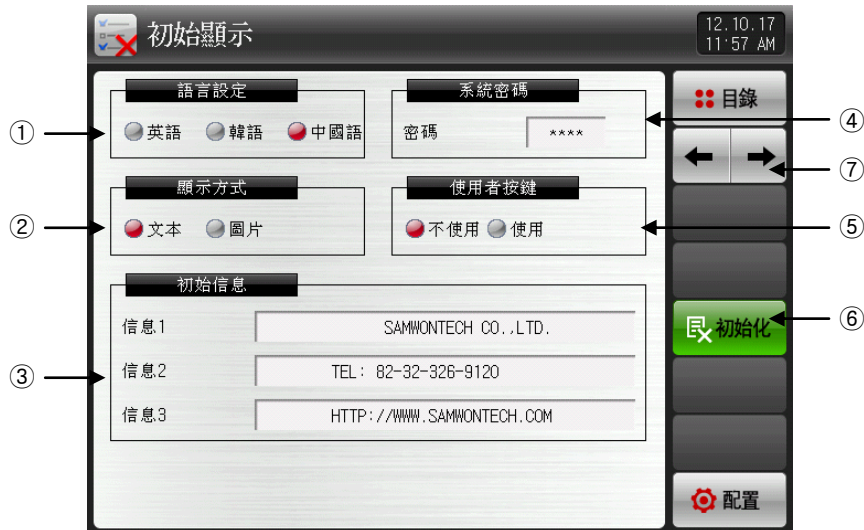 初始顯示
12.10.17
11:57 AM
語言設定
系統密碼
目錄
① 英語 韓語 中國語 密碼 **** ④
⑦
顯示方式
使用者按鍵
② 文本 圖片 不使用 使用 ⑤
初始信息
信息1 SAMWONTECH CO.,LTD.
初始化 ⑥
③ 信息2 TEL: 82-32-326-9120
信息3 HTTP://WWW.SAMWONTECH.COM
配置